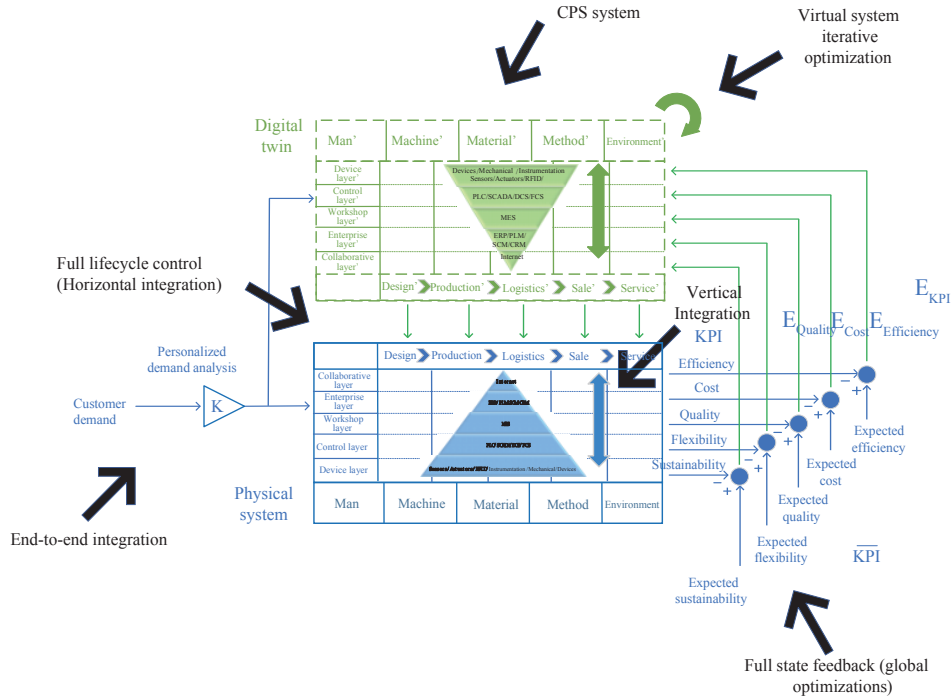 CPS system
Virtual system
iterative
optimization
Digital
twin
Man’
Machine’
Material’
Method’
Environment’
Device
layer’
Control
layer’
Workshop
layer’
Enterprise
layer’
Collaborative
layer’
Devices/Mechanical /Instrumentation
Sensors/Actuators/RFID/
PLC/SCADA/DCS/FCS
MES
ERP/PLM/
SCM/CRM
Internet
Design’
Production’
Logistics’
Sale’
Service’
Full lifecycle control
(Horizontal integration)
Vertical
Integration
KPI
E Quality
E Cost
E Efficiency
E KPI
Personalized
demand analysis
Customer
demand
K
Design
Production
Logistics
Sale
Service
Collaborative
layer
Enterprise
layer
Workshop
layer
Control layer
Device layer
Internet
Sensors/Actuators/RFID/
Instrumentation /Mechanical/Devices
Man
Machine
Material
Method
Environment
Physical
system
End-to-end integration
Efficiency
Cost
Quality
Flexibility
Sustainability
−
+
−
+
−
+
−
+
−
+
Expected
efficiency
Expected
cost
Expected
quality
Expected
flexibility
Expected
sustainability
K̅P̅I̅
Full state feedback (global
optimizations)